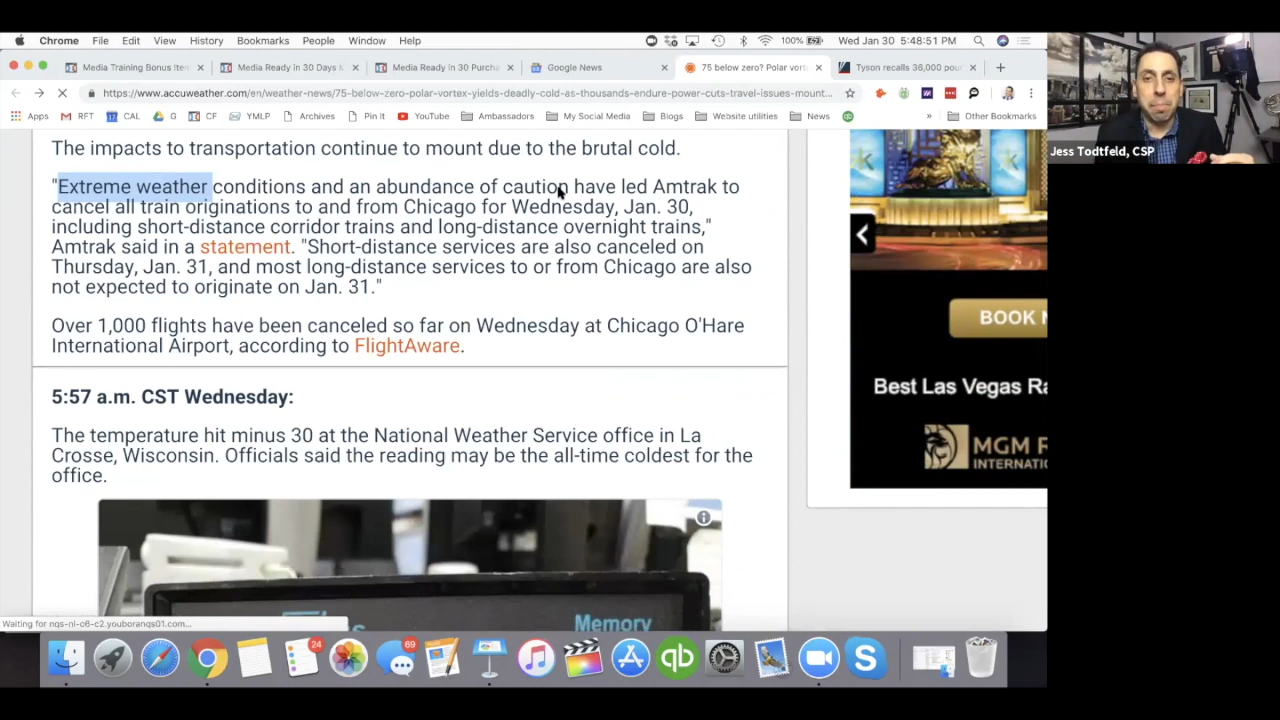 Chrome File Edit View History Bookmarks People Window Help 100% Wed Jan 30 5:48:51 PM
Media Training Bonus Item Media Ready in 30 Days Media Ready in 30 Purcha Google News 75 below zero? Polar vort Tyson recalls 36,000 pou
https://www.accuweather.com/en/weather-news/75-below-zero-polar-vortex-yields-deadly-cold-as-thousands-endure-power-cuts-travel-issues-mount...
Apps RFT CAL G CF YMLP Archives Pin It YouTube Ambassadors My Social Media Blogs Website utilities News » Other Bookmarks
Jess Todtfeld, CSP
The impacts to transportation continue to mount due to the brutal cold.
"Extreme weather conditions and an abundance of caution have led Amtrak to
cancel all train originations to and from Chicago for Wednesday, Jan. 30,
including short-distance corridor trains and long-distance overnight trains,"
Amtrak said in a statement. "Short-distance services are also canceled on
Thursday, Jan. 31, and most long-distance services to or from Chicago are also
not expected to originate on Jan. 31."
Over 1,000 flights have been canceled so far on Wednesday at Chicago O'Hare
International Airport, according to FlightAware.
5:57 a.m. CST Wednesday:
The temperature hit minus 30 at the National Weather Service office in La
Crosse, Wisconsin. Officials said the reading may be the all-time coldest for the
office.
Memory
BOOK
Best Las Vegas Ra
MGM R
INTERNATIO
24
69
qb
S